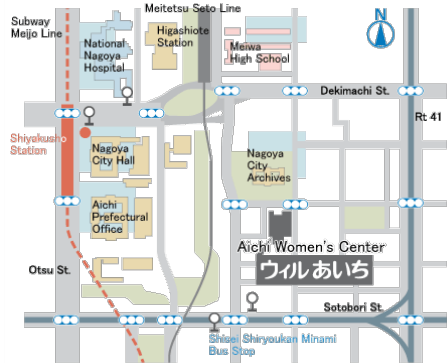 Meitetsu Seto Line
Subway
Meijo Line
National
Nagoya
Hospital
Higashiote
Station
Meiwa
High School
N
Dekimachi St.
Rt 41
Shiyakusho
Station
Nagoya
City Hall
Nagoya
City
Archives
Aichi
Prefectural
Office
Aichi Women's Center
ウィルあいち
Otsu St.
Sotobori St.
Shisei Shiryoukan Minami
Bus Stop